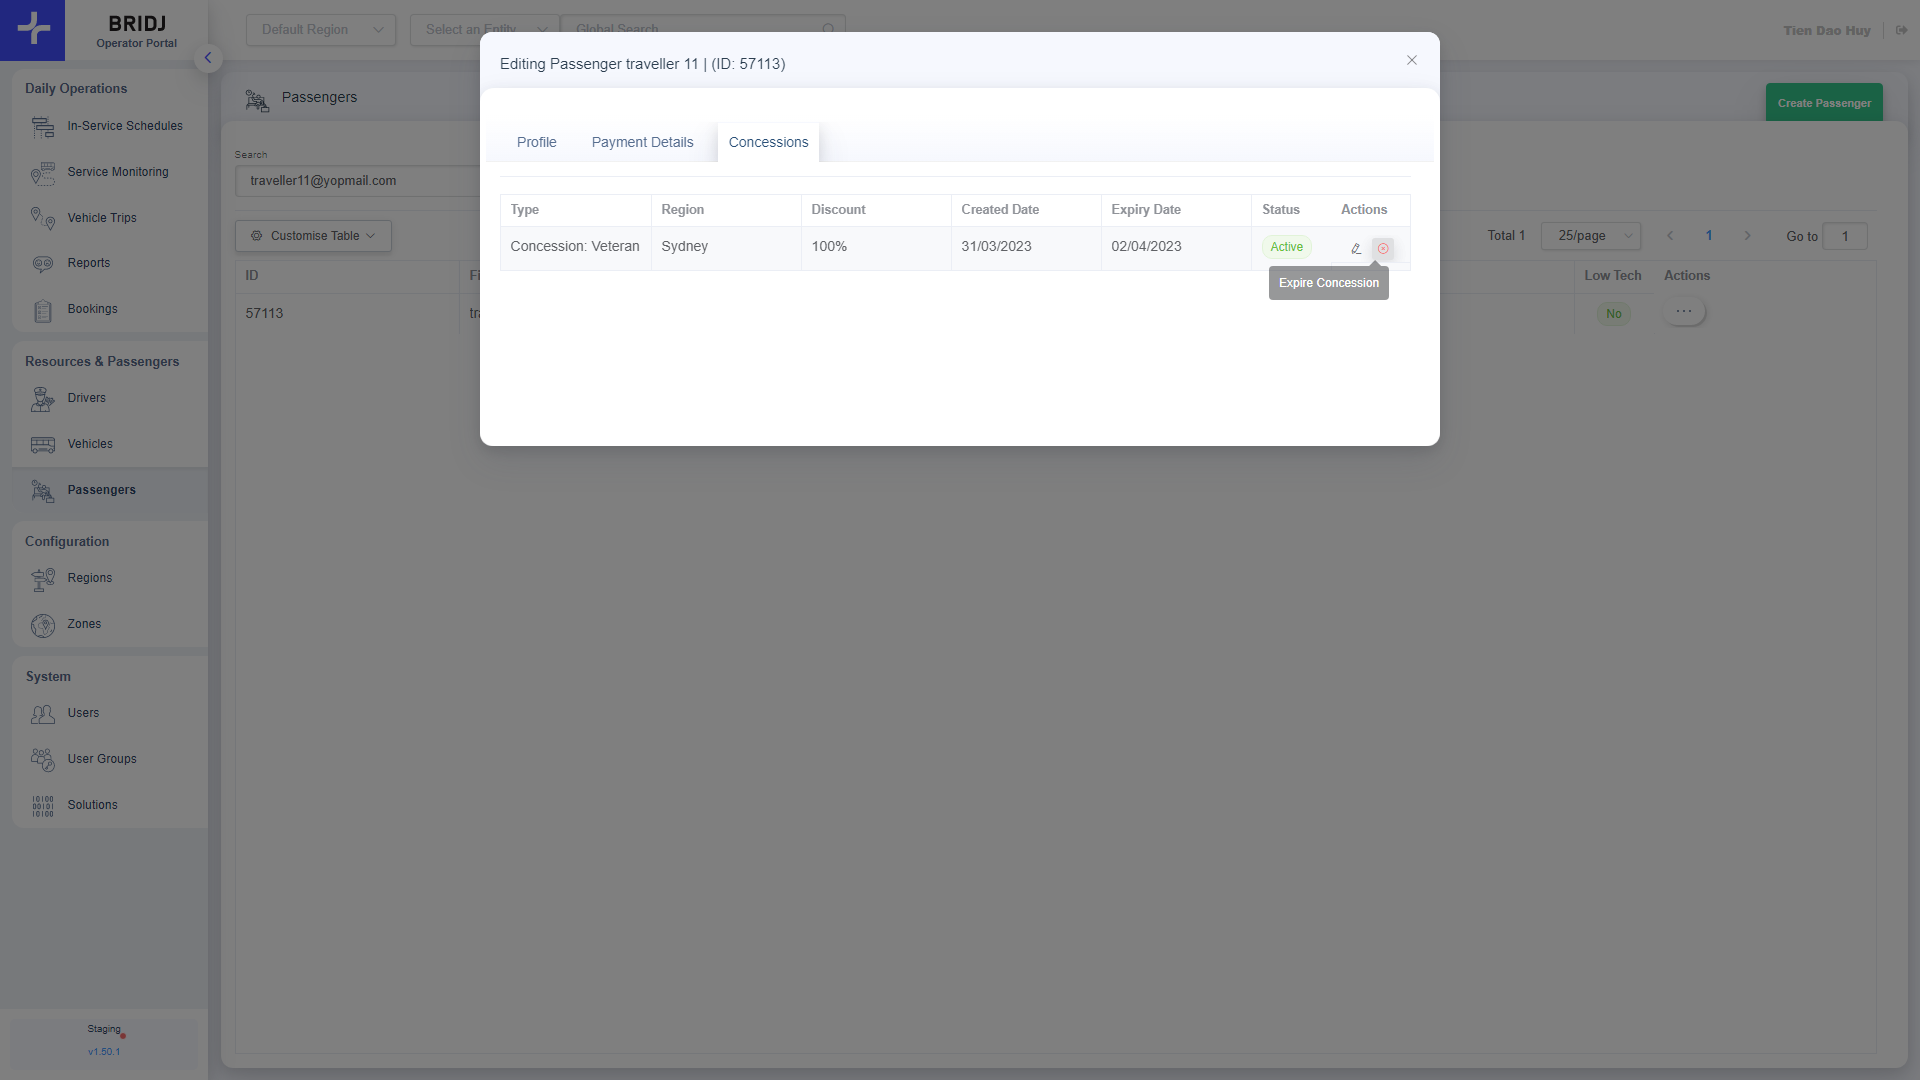 BRIDJ
Operator Portal
Default Region
Select an Entity
Global Search
Tien Dao Huy
Daily Operations
In-Service Schedules
Service Monitoring
Vehicle Trips
Reports
Bookings
Resources & Passengers
Drivers
Vehicles
Passengers
Configuration
Regions
Zones
System
Users
User Groups
Solutions
Staging
v1.50.1
Passengers
Create Passenger
Search
traveller11@yopmail.com
Customise Table
Total 1
25/page
1
Go to
1
ID
Low Tech
Actions
57113
No
Editing Passenger traveller 11 | (ID: 57113)
Profile
Payment Details
Concessions
Type
Region
Discount
Created Date
Expiry Date
Status
Actions
Concession: Veteran
Sydney
100%
31/03/2023
02/04/2023
Active
Expire Concession